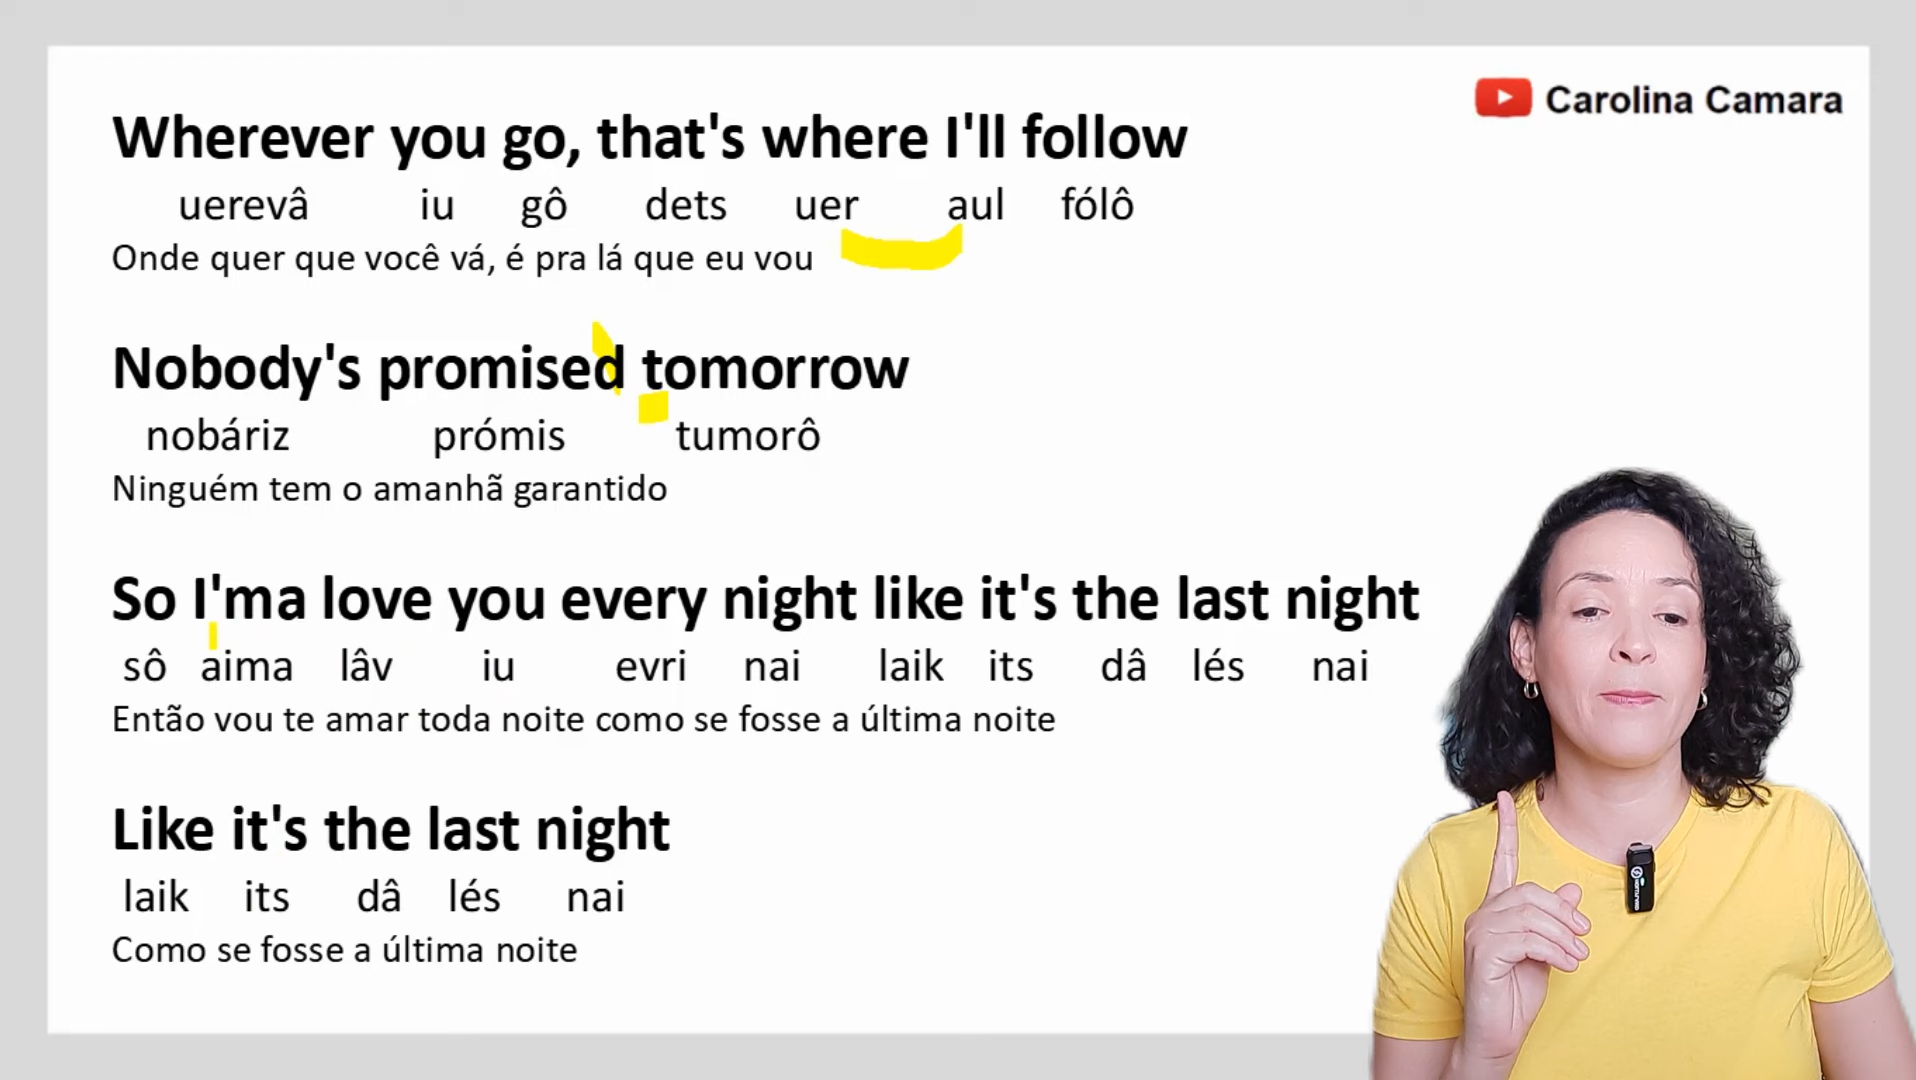 Carolina Camara
Wherever you go, that's where I'll follow
uerevâ iu gô dets uer aul fólô
Onde quer que você vá, é pra lá que eu vou
Nobody's promised tomorrow
nobáriz prómis tumorô
Ninguém tem o amanhã garantido
So I'ma love you every night like it's the last night
sô aima lâv iu evri nai laik its dâ lés nai
Então vou te amar toda noite como se fosse a última noite
Like it's the last night
laik its dâ lés nai
Como se fosse a última noite